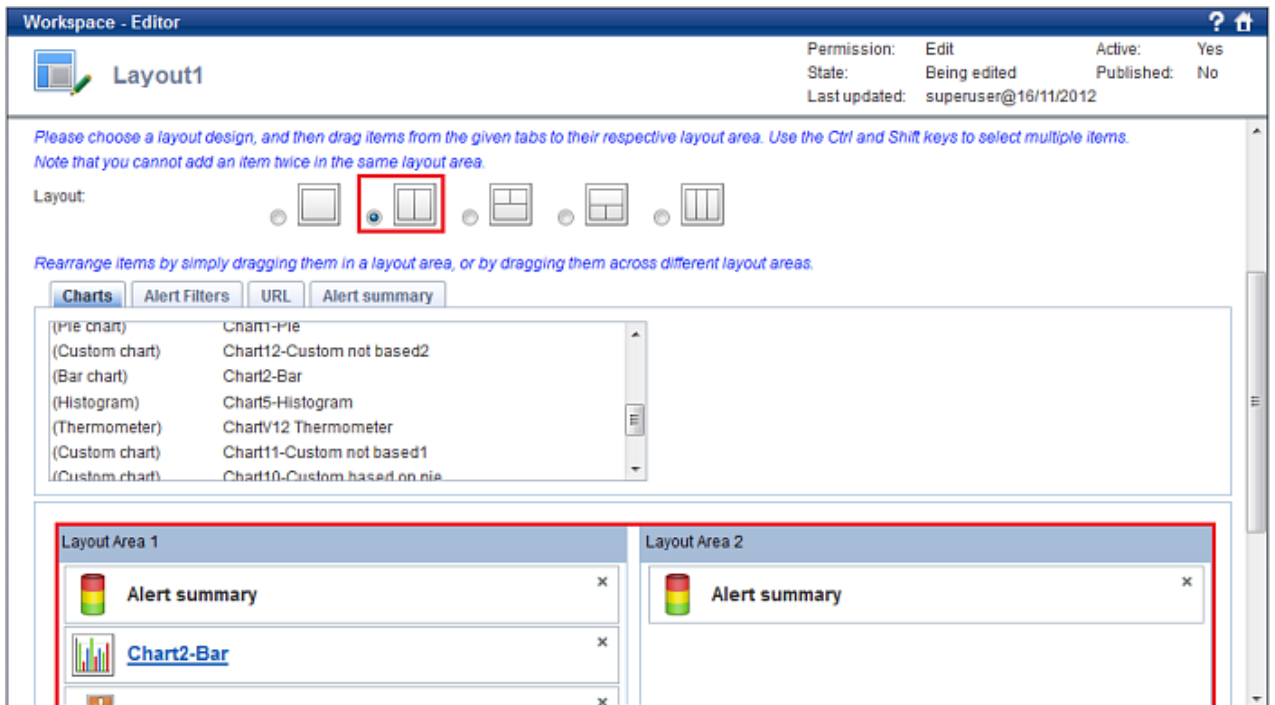 Workspace - Editor
Layout1
Permission: Edit Active: Yes
State: Being edited Published: No
Last updated: superuser@16/11/2012
Please choose a layout design, and then drag items from the given tabs to their respective layout area. Use the Ctrl and Shift keys to select multiple items.
Note that you cannot add an item twice in the same layout area.
Layout:
Rearrange items by simply dragging them in a layout area, or by dragging them across different layout areas.
Charts Alert Filters URL Alert summary
(Pie chart) Chart1-Pie
(Custom chart) Chart12-Custom not based2
(Bar chart) Chart2-Bar
(Histogram) Chart5-Histogram
(Thermometer) ChartV12 Thermometer
(Custom chart) Chart11-Custom not based1
(Custom chart) Chart10-Custom based on pie
Layout Area 1 Layout Area 2
Alert summary Alert summary
Chart2-Bar